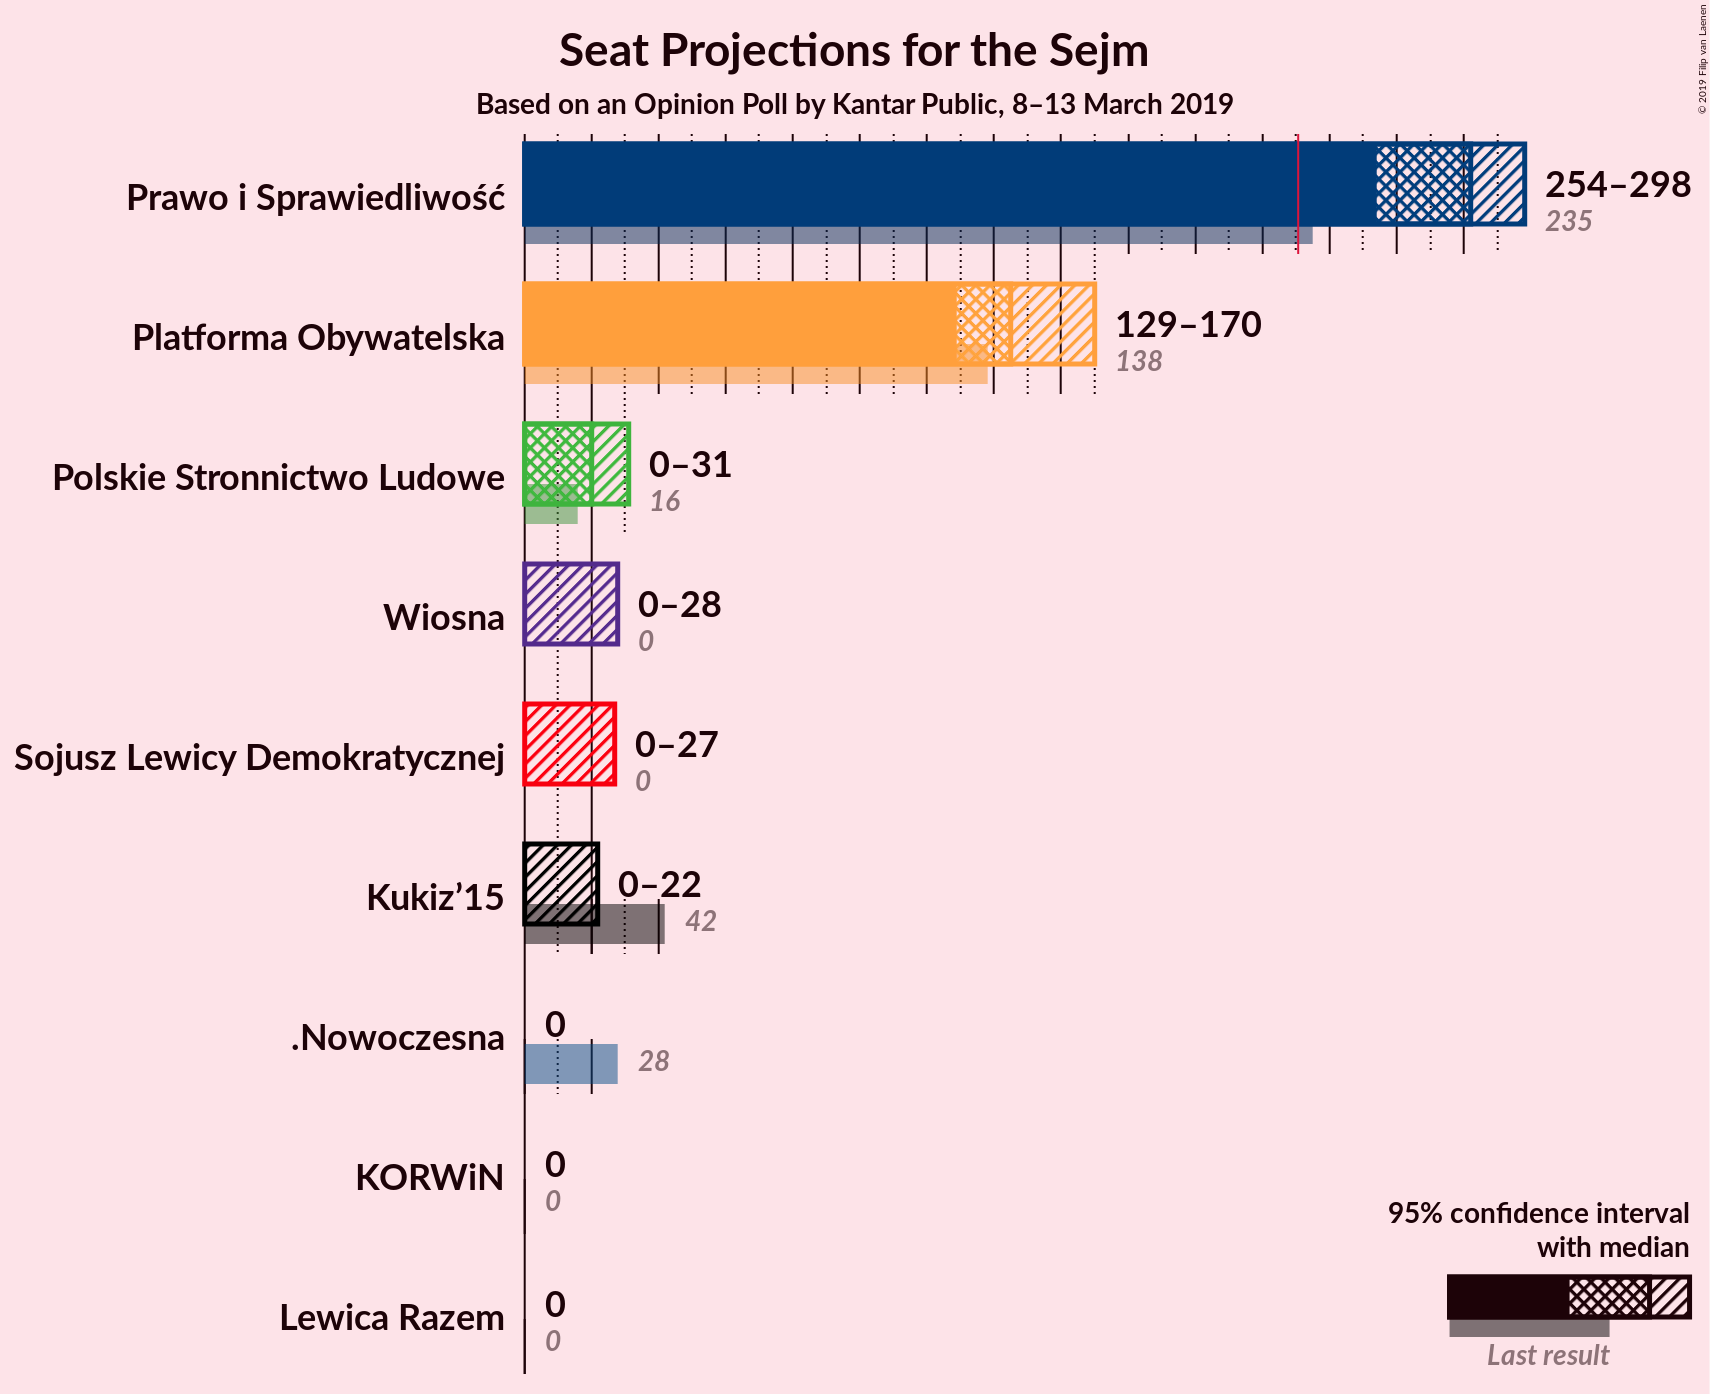 Seat Projections for the Sejm
Based on an Opinion Poll by Kantar Public, 8–13 March 2019
© 2019 Filip van Laenen
Prawo i Sprawiedliwość
254–298
235
Platforma Obywatelska
129–170
138
Polskie Stronnictwo Ludowe
0–31
16
Wiosna
0–28
0
Sojusz Lewicy Demokratycznej
0–27
0
Kukiz’15
0–22
42
.Nowoczesna
0
28
KORWiN
0
0
Lewica Razem
0
0
95% confidence interval
with median
Last result